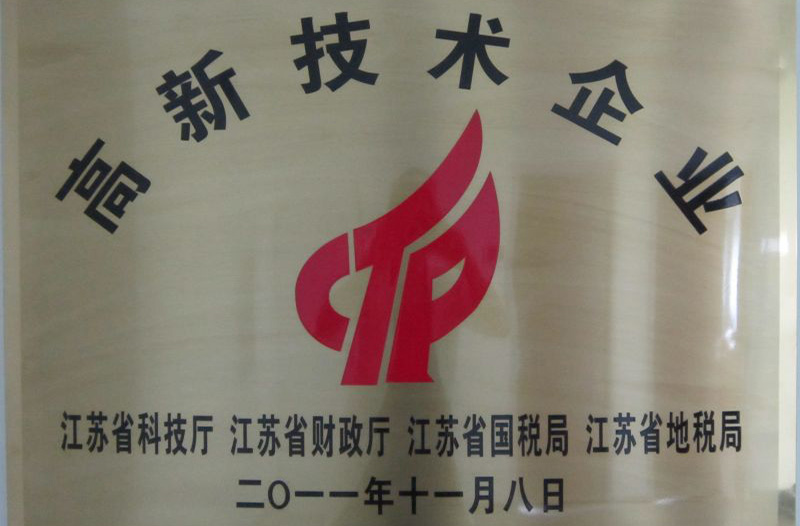 高新技术企业
江苏省科技厅 江苏省财政厅 江苏省国税局 江苏省地税局
二〇一一年十一月八日